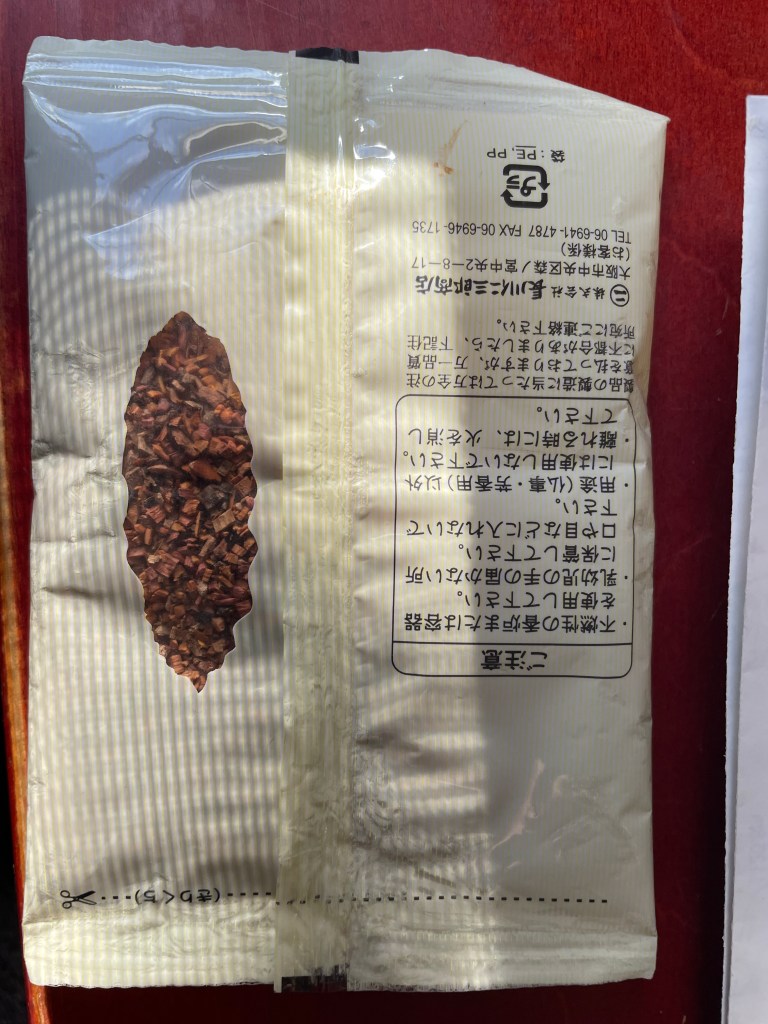 (きりくち)
ご注意
・不燃性の香炉または容器
を使用して下さい。
・乳幼児の手の届かない所
に保管して下さい。
口や目などに入れないで
下さい。
・用途(仏事・芳香用)以外
には使用しないで下さい。
・離れる時には、火を消し
て下さい。
製品の製造に当たっては万全の注
意を払っておりますが、万一品質
に不都合がありましたら、下記住
所宛にご連絡下さい。
株式会社 長川仁三郎商店
大阪市中央区森ノ宮中央2-8-17
(お客様係)
TEL 06-6941-4787 FAX 06-6946-1735
プラ
袋:PE, PP